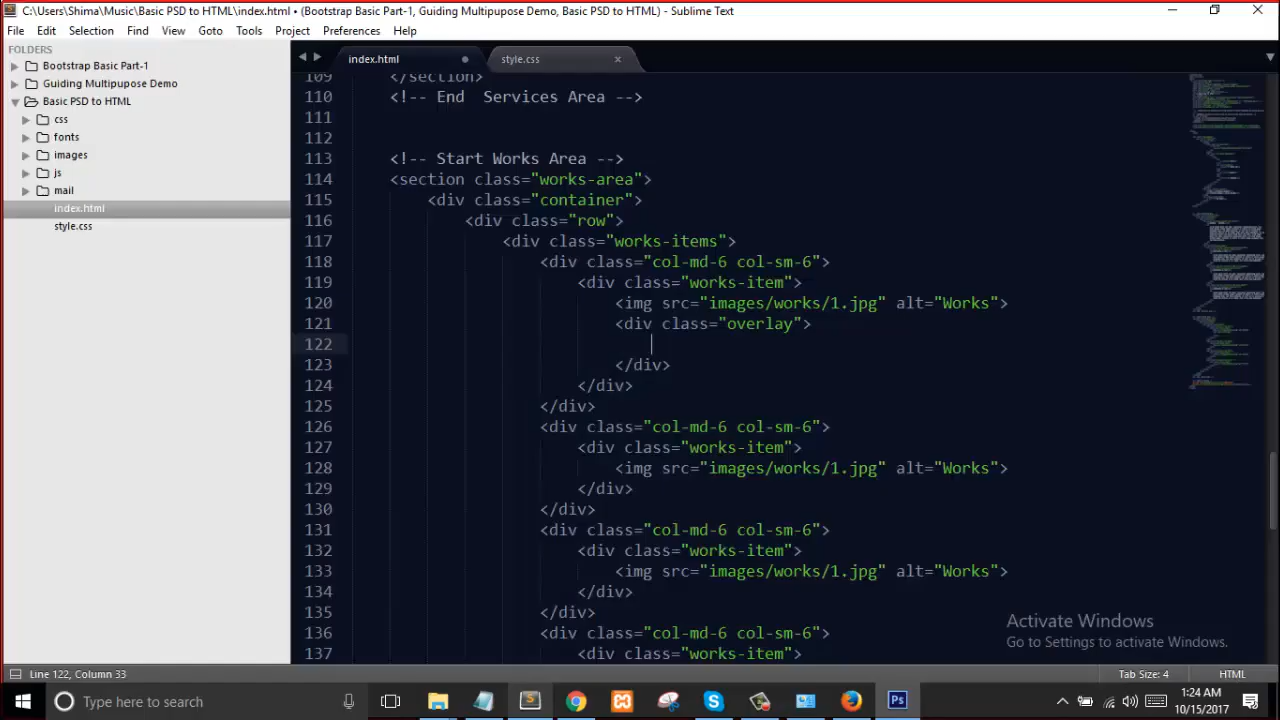 C:\Users\Shima\Music\Basic PSD to HTML\index.html • (Bootstrap Basic Part-1, Guiding Multipupose Demo, Basic PSD to HTML) - Sublime Text
File Edit Selection Find View Goto Tools Project Preferences Help
FOLDERS
Bootstrap Basic Part-1
Guiding Multipupose Demo
Basic PSD to HTML
css
fonts
images
js
mail
index.html
style.css
index.html style.css
109 </section>
110 <!-- End  Services Area -->
111
112
113 <!-- Start Works Area -->
114 <section class="works-area">
115 <div class="container">
116 <div class="row">
117 <div class="works-items">
118 <div class="col-md-6 col-sm-6">
119 <div class="works-item">
120 <img src="images/works/1.jpg" alt="Works">
121 <div class="overlay">
122
123 </div>
124 </div>
125 </div>
126 <div class="col-md-6 col-sm-6">
127 <div class="works-item">
128 <img src="images/works/1.jpg" alt="Works">
129 </div>
130 </div>
131 <div class="col-md-6 col-sm-6">
132 <div class="works-item">
133 <img src="images/works/1.jpg" alt="Works">
134 </div>
135 </div>
136 <div class="col-md-6 col-sm-6">
137 <div class="works-item">
Activate Windows
Go to Settings to activate Windows.
Line 122, Column 33 Tab Size: 4 HTML
Type here to search
Ps
1:24 AM
10/15/2017